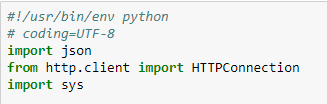 #!/usr/bin/env python
# coding=UTF-8
import json
from http.client import HTTPConnection
import sys